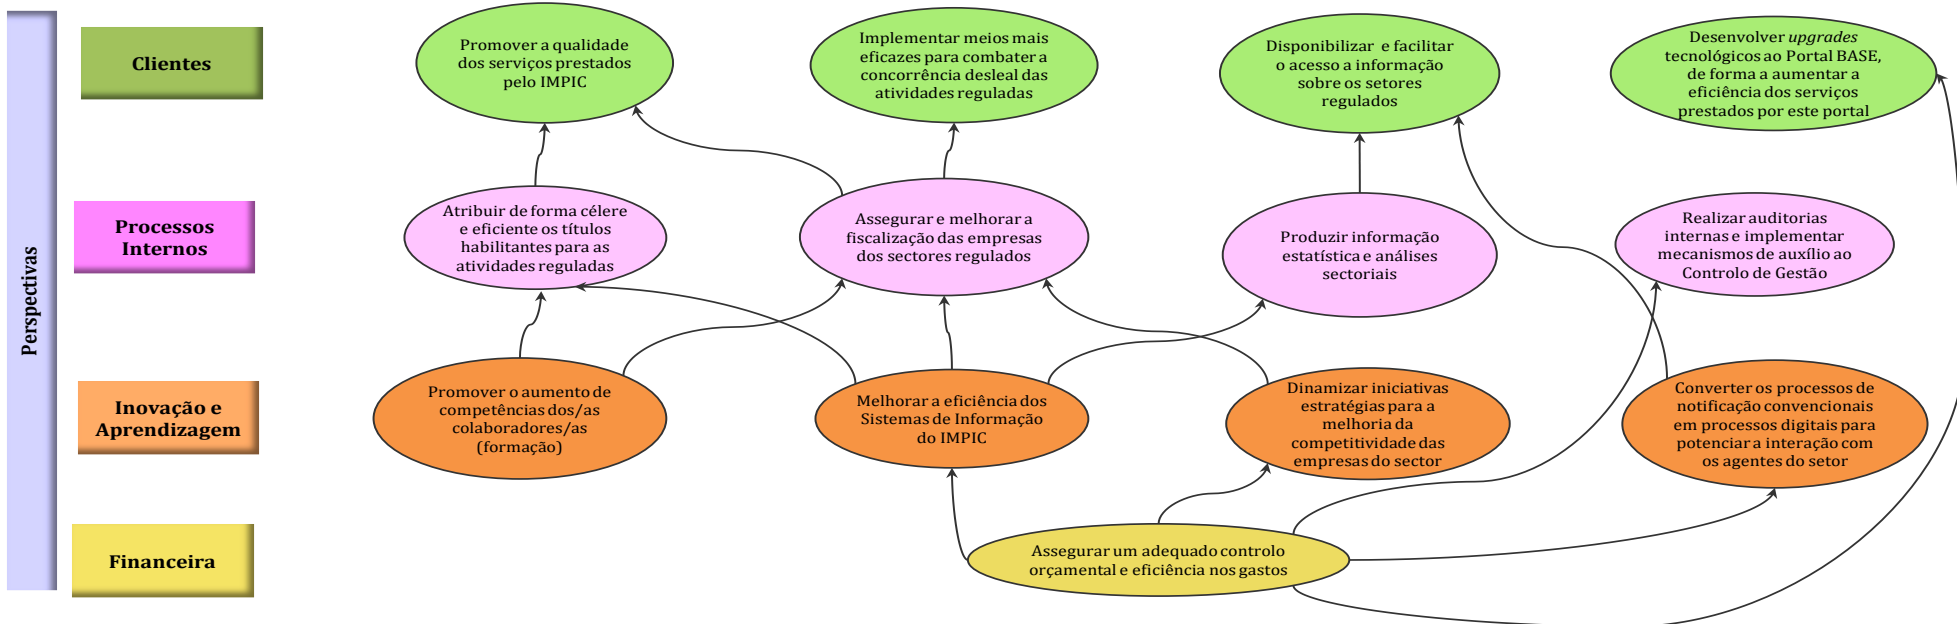 Perspectivas
Clientes
Promover a qualidade
dos serviços prestados
pelo IMPIC
Implementar meios mais
eficazes para combater a
concorrência desleal das
atividades reguladas
Disponibilizar e facilitar
o acesso a informação
sobre os setores
regulados
Desenvolver upgrades
tecnológicos ao Portal BASE,
de forma a aumentar a
eficiência dos serviços
prestados por este portal
Processos
Internos
Atribuir de forma célere
e eficiente os títulos
habilitantes para as
atividades reguladas
Assegurar e melhorar a
fiscalização das empresas
dos sectores regulados
Produzir informação
estatística e análises
sectoriais
Realizar auditorias
internas e implementar
mecanismos de auxílio ao
Controlo de Gestão
Inovação e
Aprendizagem
Promover o aumento de
competências dos/as
colaboradores/as
(formação)
Melhorar a eficiência dos
Sistemas de Informação
do IMPIC
Dinamizar iniciativas
estratégias para a
melhoria da
competitividade das
empresas do sector
Converter os processos de
notificação convencionais
em processos digitais para
potenciar a interação com
os agentes do setor
Financeira
Assegurar um adequado controlo
orçamental e eficiência nos gastos